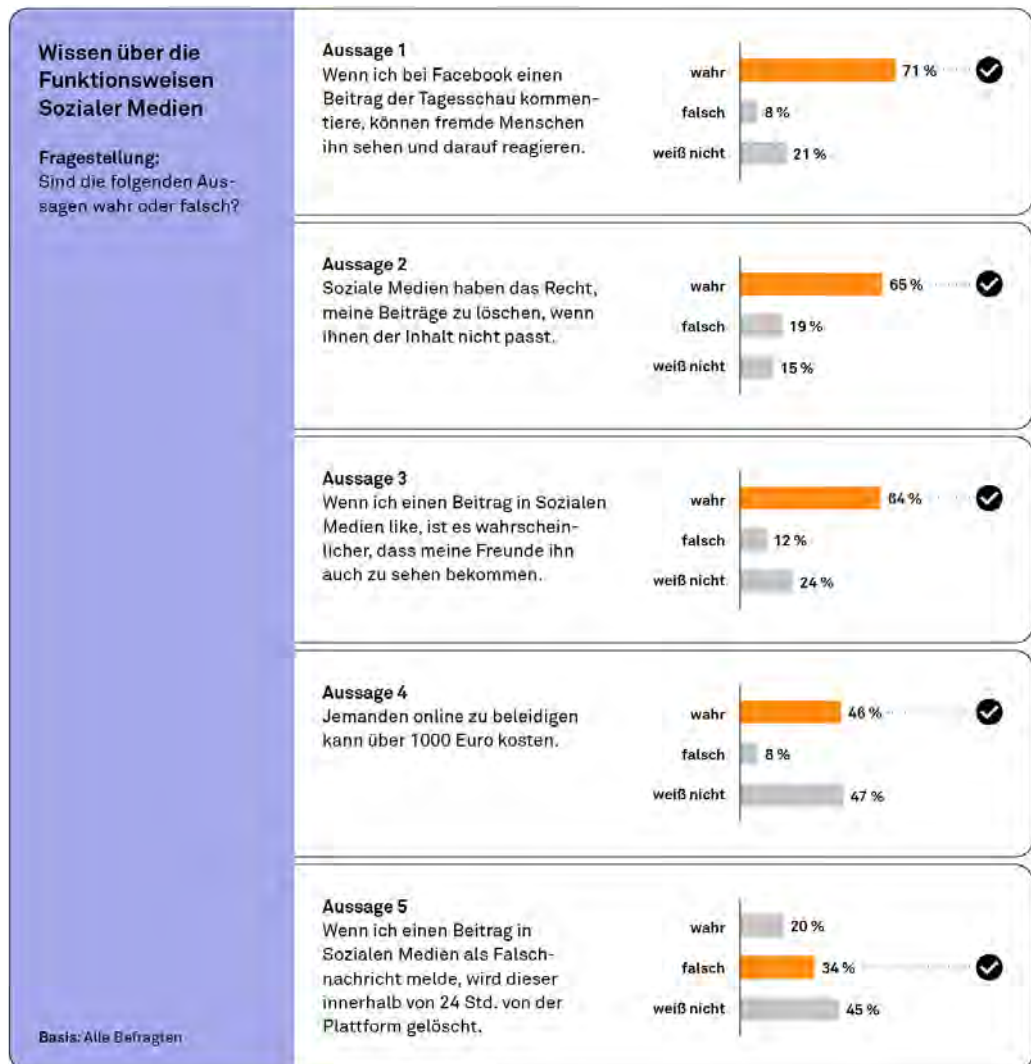 Wissen über die
Funktionsweisen
Sozialer Medien
Fragestellung:
Sind die folgenden Aus-
sagen wahr oder falsch?
Basis: Alle Befragten
Aussage 1
Wenn ich bei Facebook einen
Beitrag der Tagesschau kommen-
tiere, können fremde Menschen
ihn sehen und darauf reagieren.
wahr 71 %
falsch 8 %
weiß nicht 21 %
Aussage 2
Soziale Medien haben das Recht,
meine Beiträge zu löschen, wenn
ihnen der Inhalt nicht passt.
wahr 65 %
falsch 19 %
weiß nicht 15 %
Aussage 3
Wenn ich einen Beitrag in Sozialen
Medien like, ist es wahrschein-
licher, dass meine Freunde ihn
auch zu sehen bekommen.
wahr 64 %
falsch 12 %
weiß nicht 24 %
Aussage 4
Jemanden online zu beleidigen
kann über 1000 Euro kosten.
wahr 46 %
falsch 8 %
weiß nicht 47 %
Aussage 5
Wenn ich einen Beitrag in
Sozialen Medien als Falsch-
nachricht melde, wird dieser
innerhalb von 24 Std. von der
Plattform gelöscht.
wahr 20 %
falsch 34 %
weiß nicht 45 %